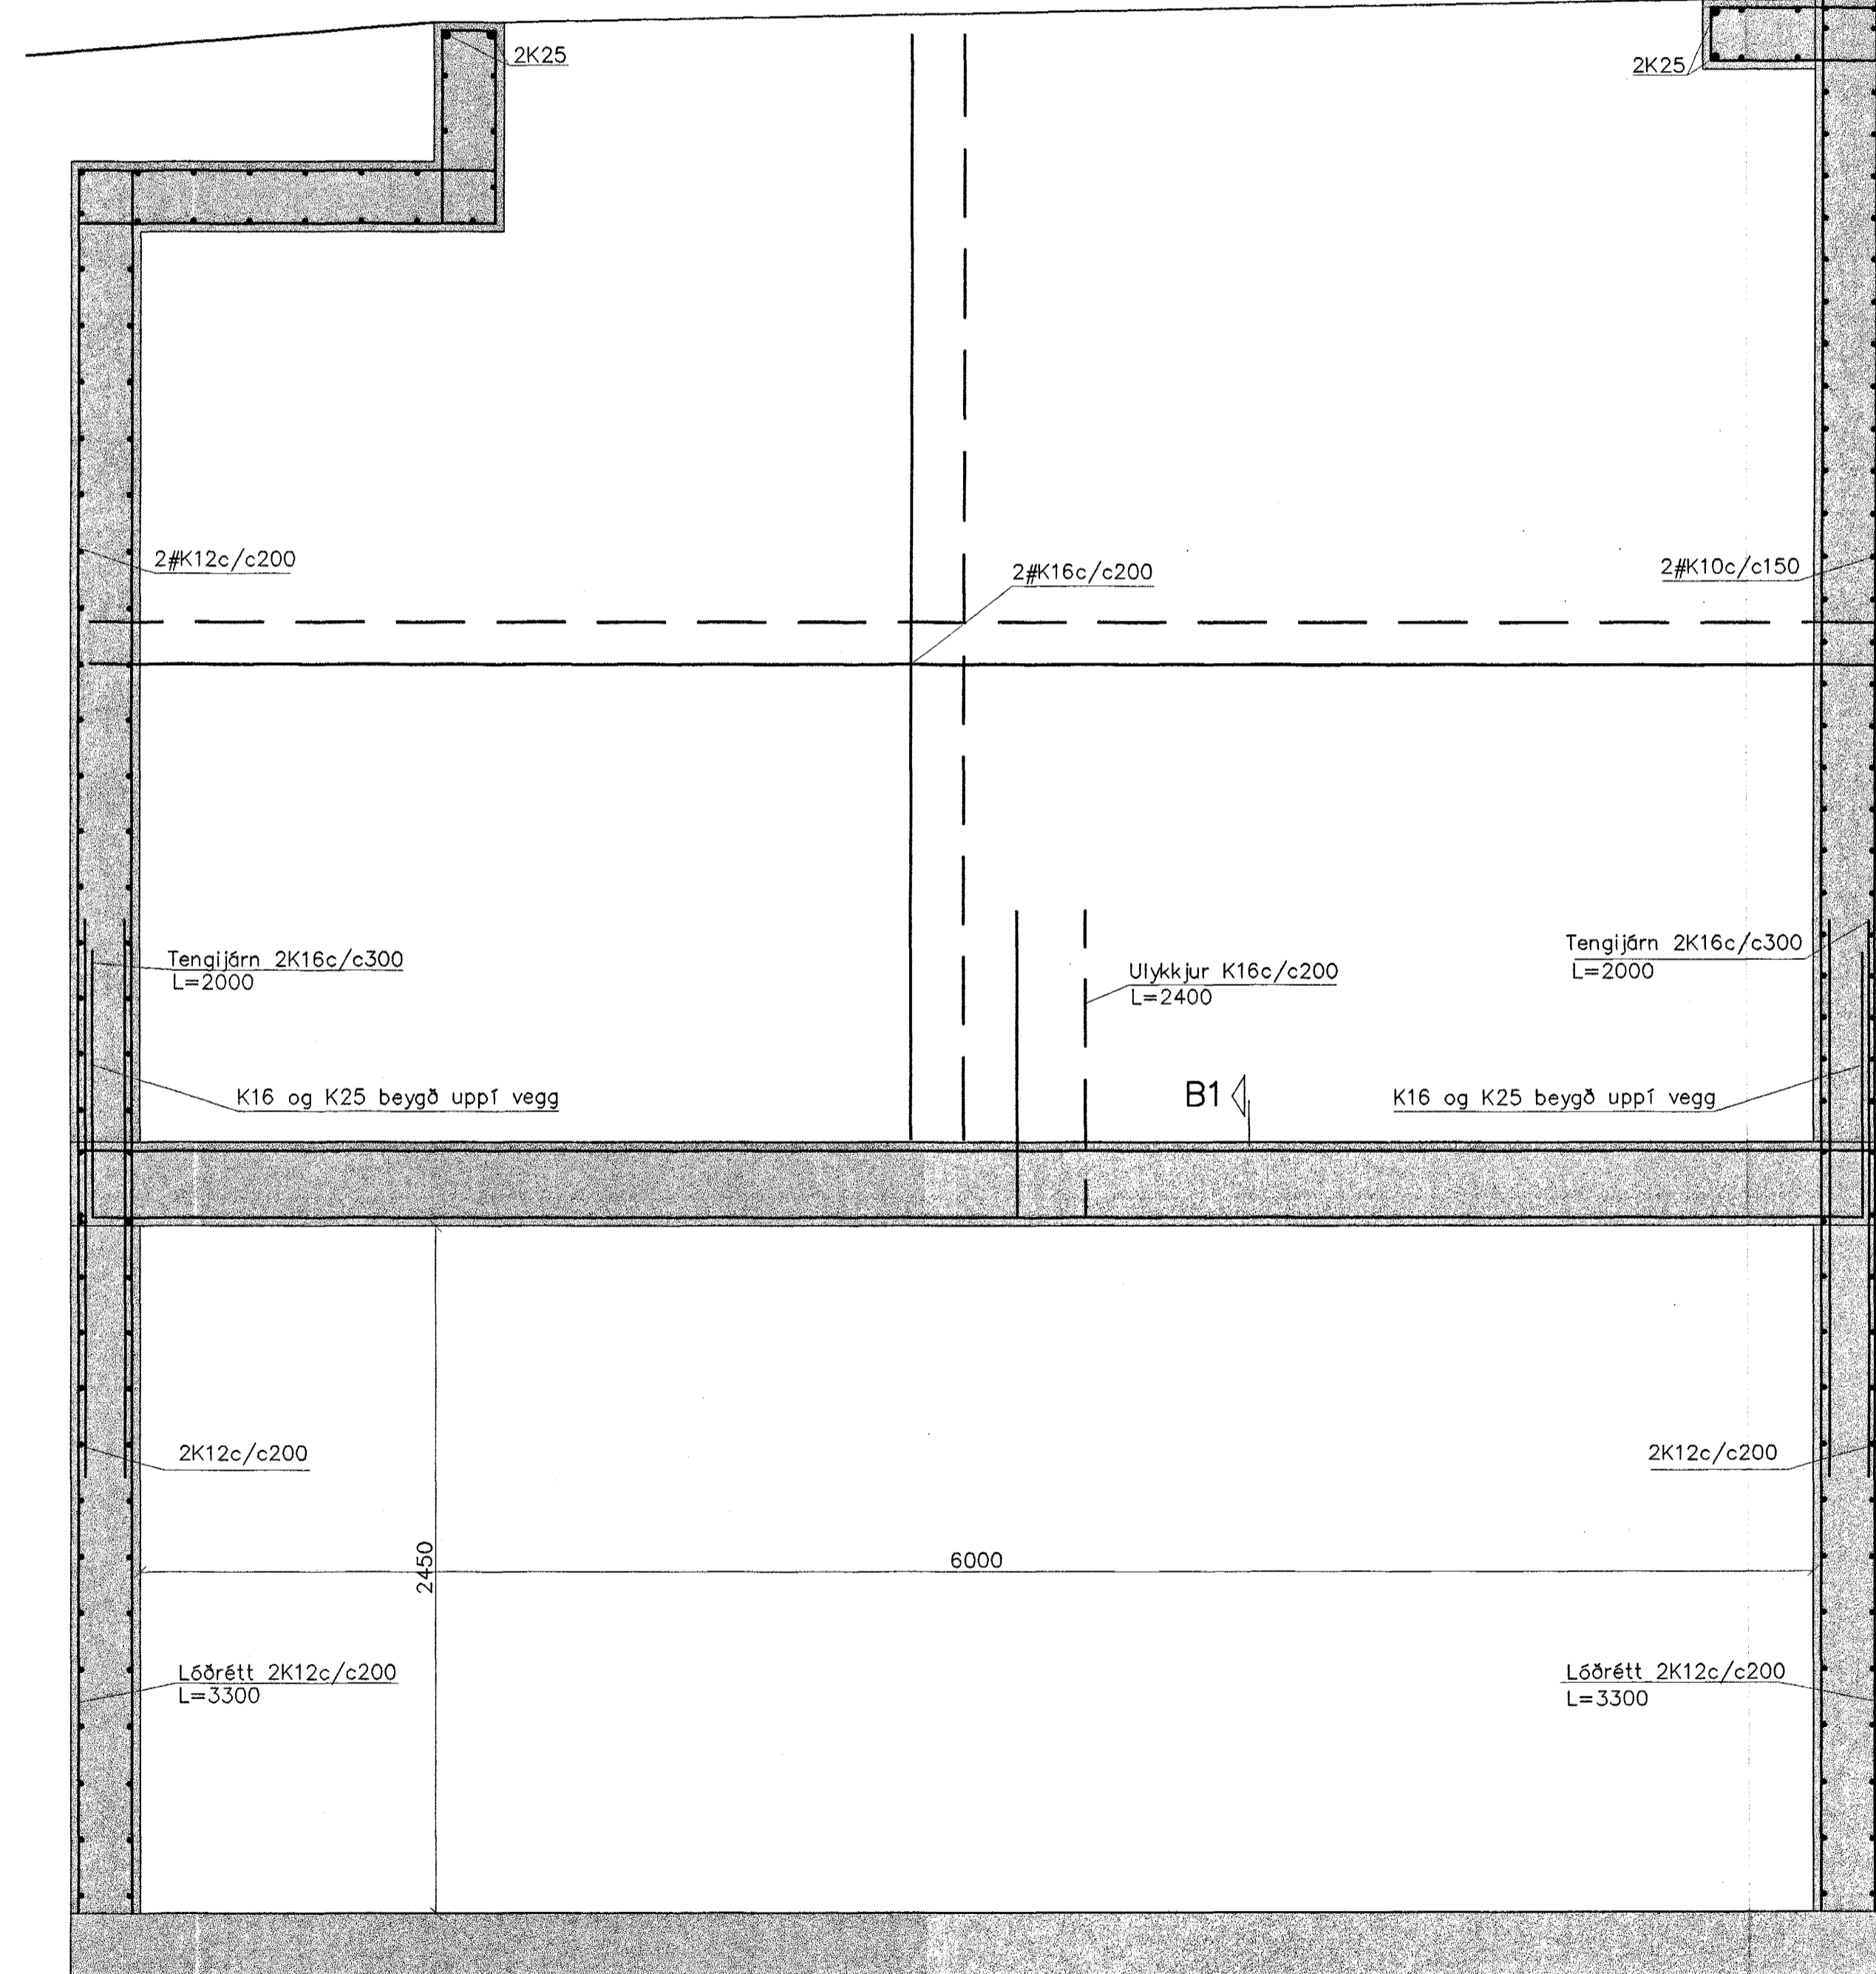 2K25
2K25
2#K12c/c200
2#K16c/c200
2#K10c/c150
Tengijárn 2K16c/c300
L=2000
Ulykkjur K16c/c200
L=2400
Tengijárn 2K16c/c300
L=2000
K16 og K25 beygð uppí vegg
B1
K16 og K25 beygð uppí vegg
2K12c/c200
2K12c/c200
2450
6000
Lóðrétt 2K12c/c200
L=3300
Lóðrétt 2K12c/c200
L=3300